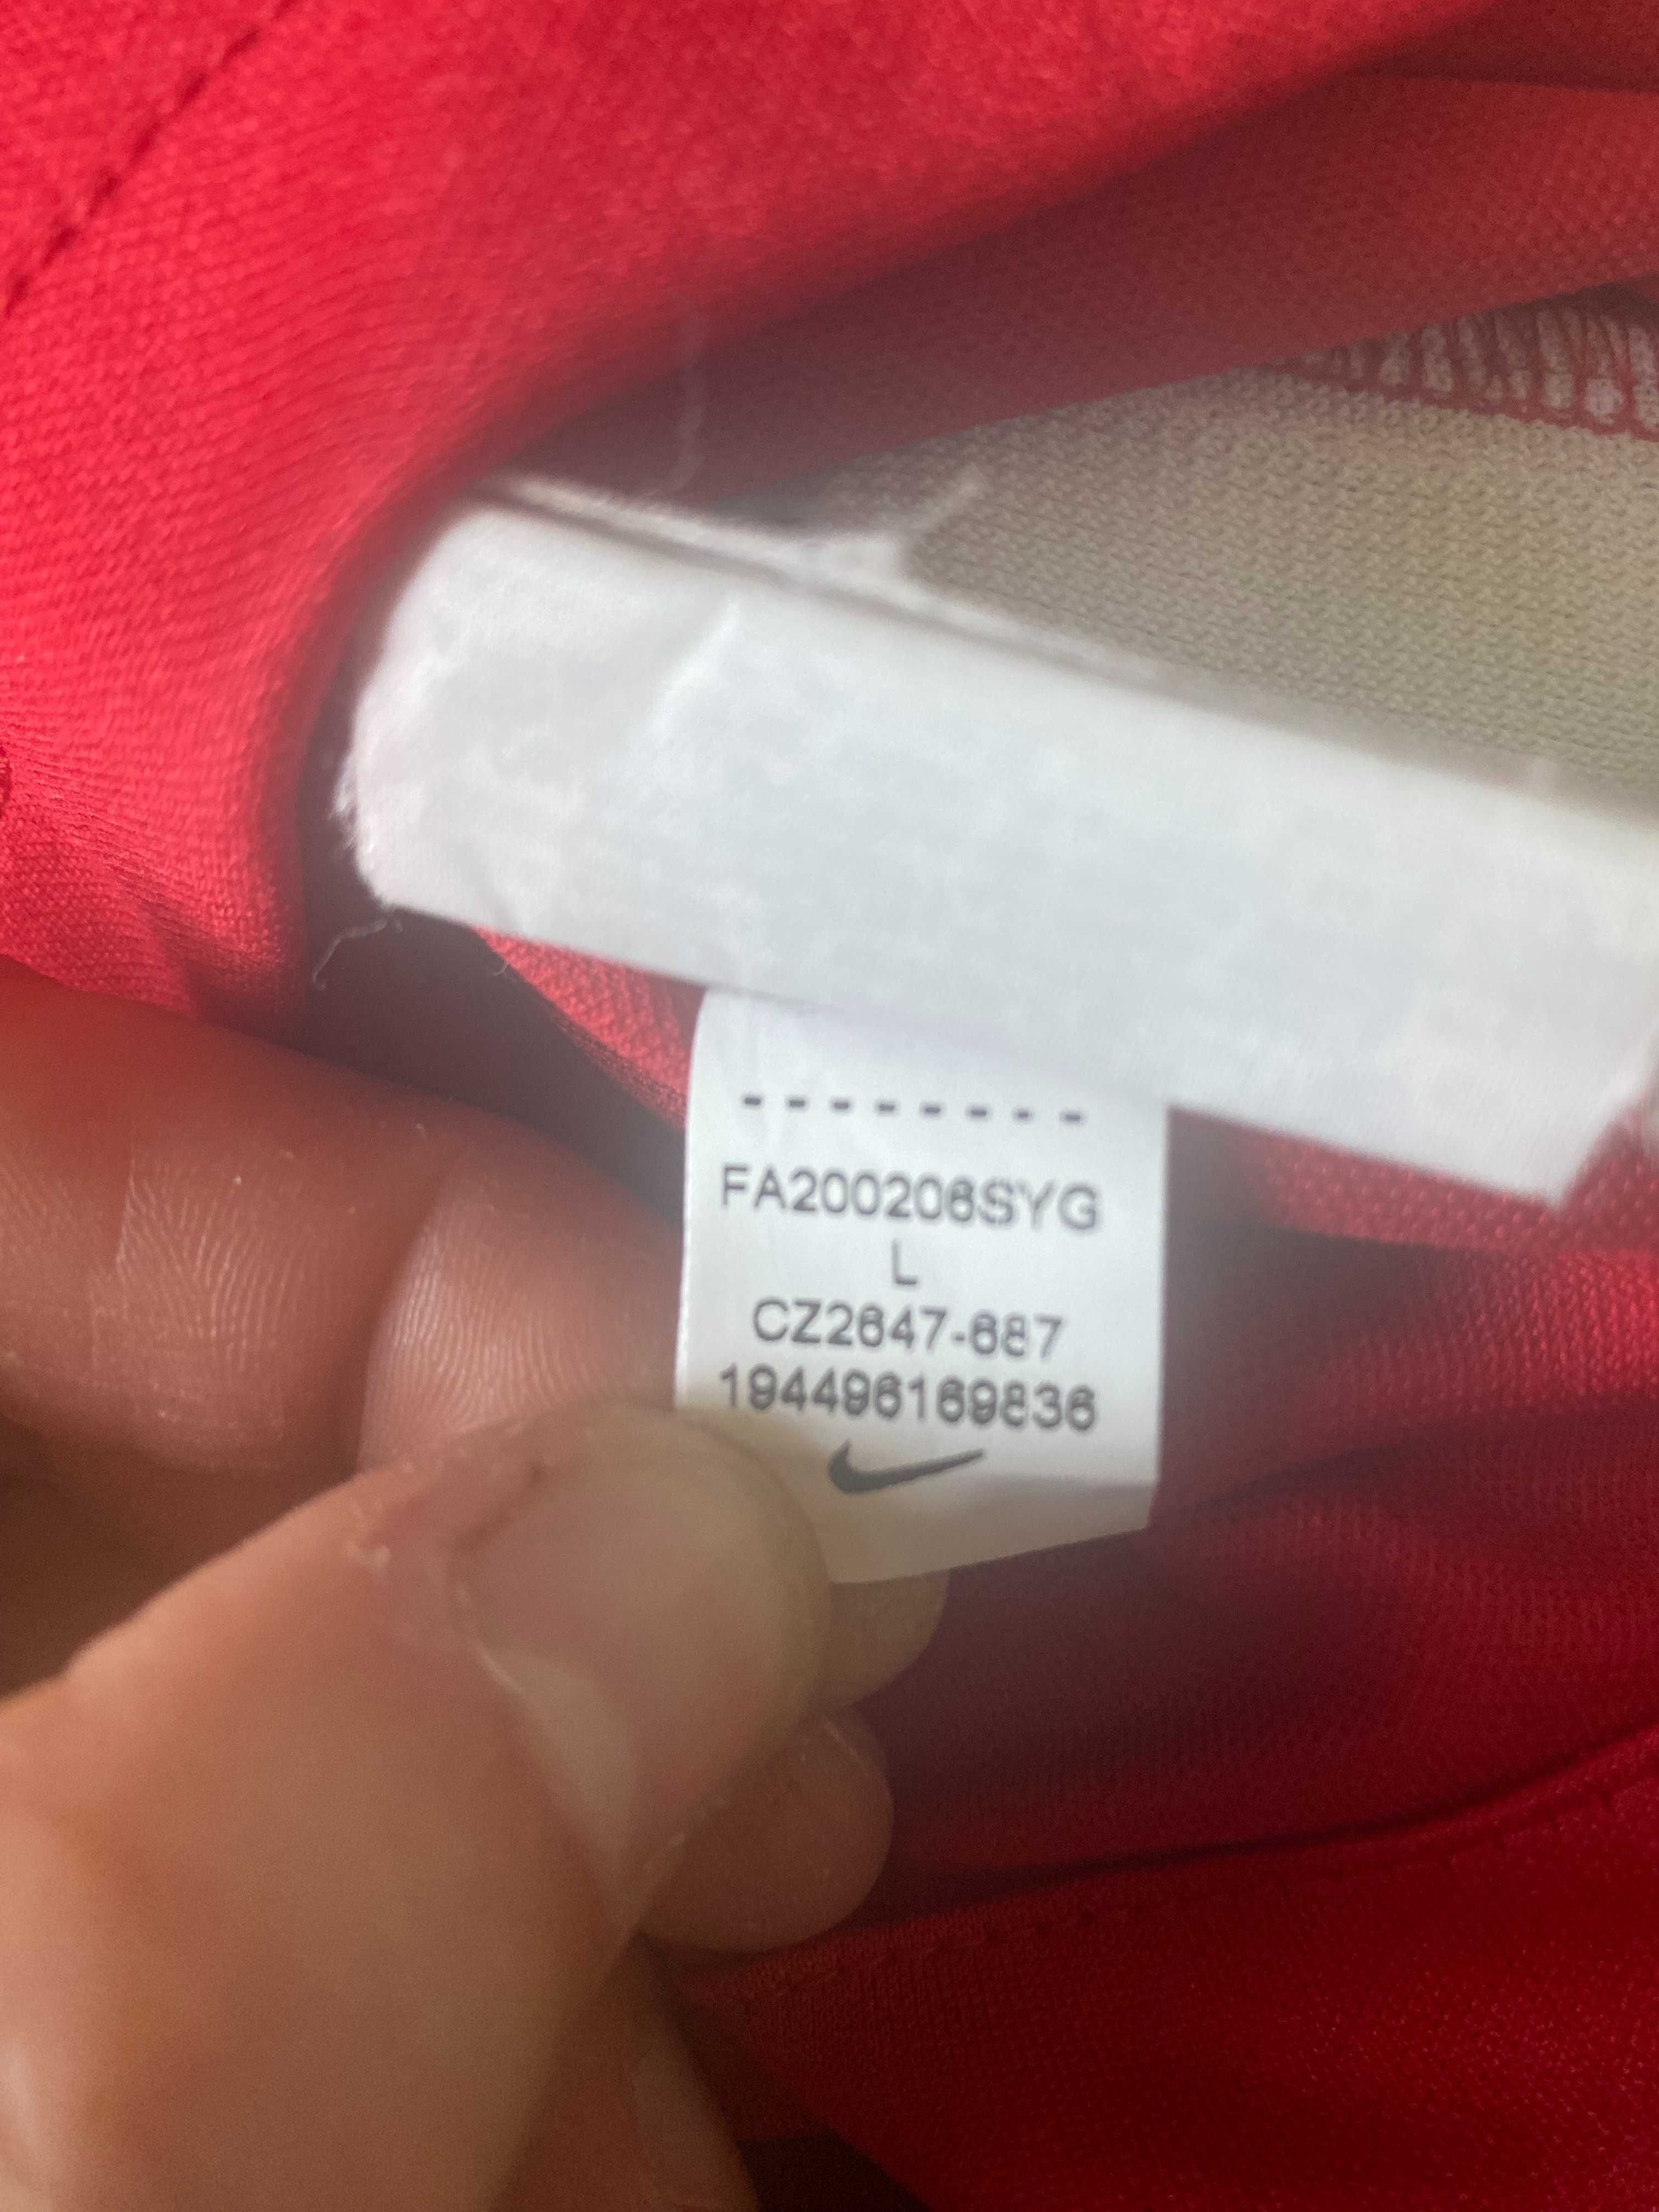 --------
FA200206SYG
L
CZ2647-687
194496169836